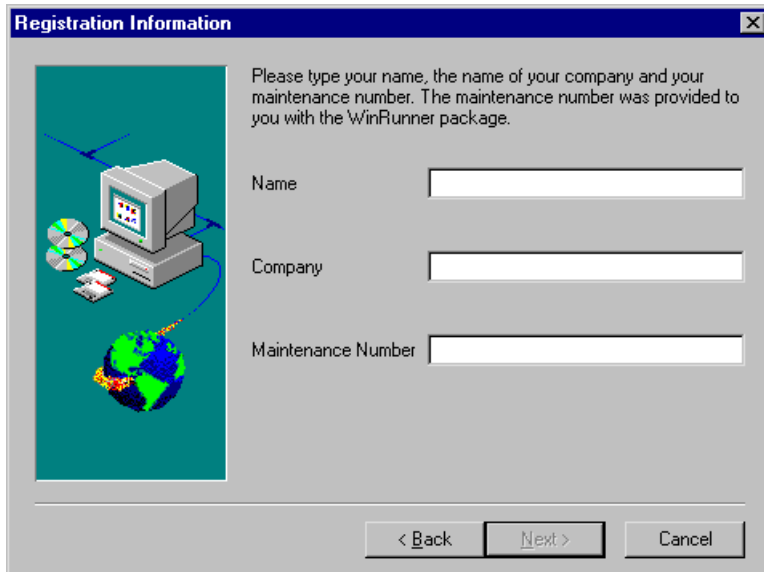 Registration Information
Please type your name, the name of your company and your
maintenance number. The maintenance number was provided to
you with the WinRunner package.
Name
Company
Maintenance Number
< Back
Next >
Cancel